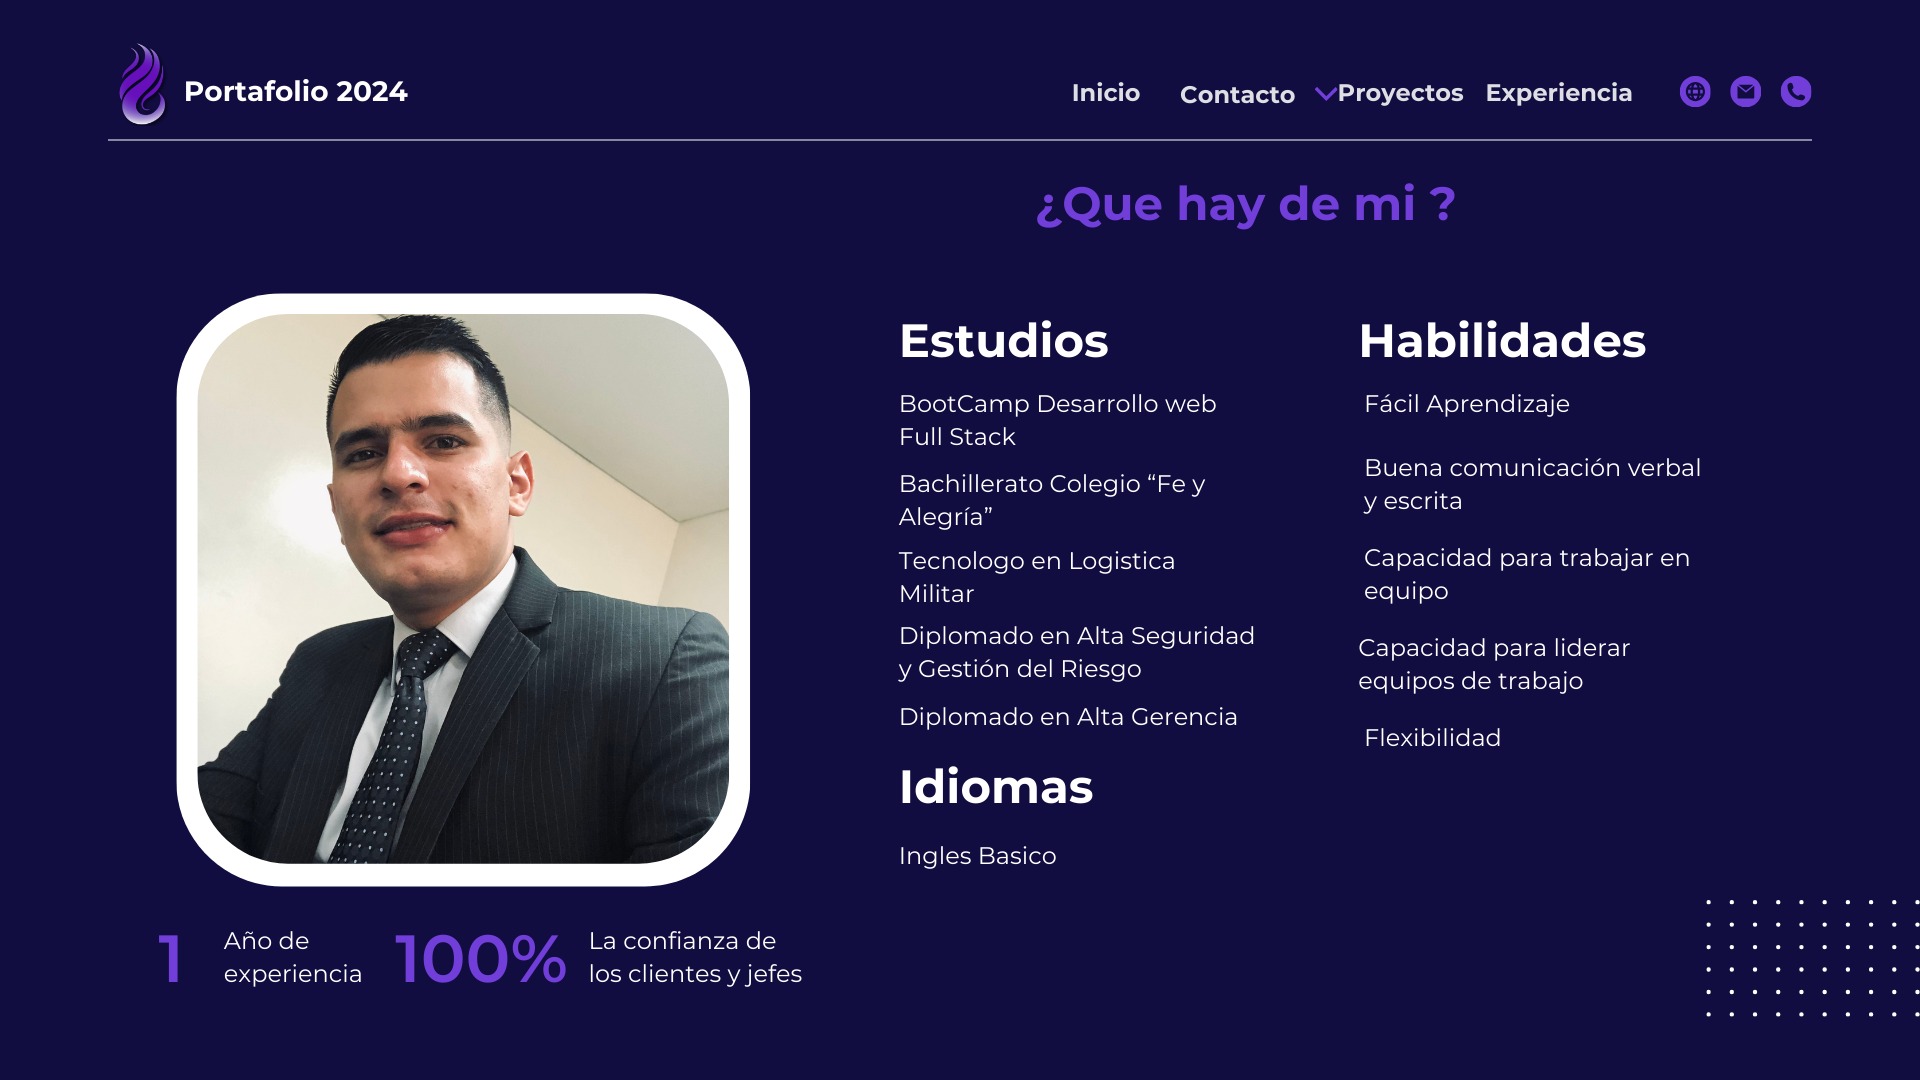 Portafolio 2024
Inicio
Contacto
Proyectos
Experiencia
¿Que hay de mi ?
Estudios
BootCamp Desarrollo web
Full Stack
Bachillerato Colegio “Fe y
Alegría”
Tecnologo en Logistica
Militar
Diplomado en Alta Seguridad
y Gestión del Riesgo
Diplomado en Alta Gerencia
Idiomas
Ingles Basico
Habilidades
Fácil Aprendizaje
Buena comunicación verbal
y escrita
Capacidad para trabajar en
equipo
Capacidad para liderar
equipos de trabajo
Flexibilidad
1
Año de
experiencia
100%
La confianza de
los clientes y jefes